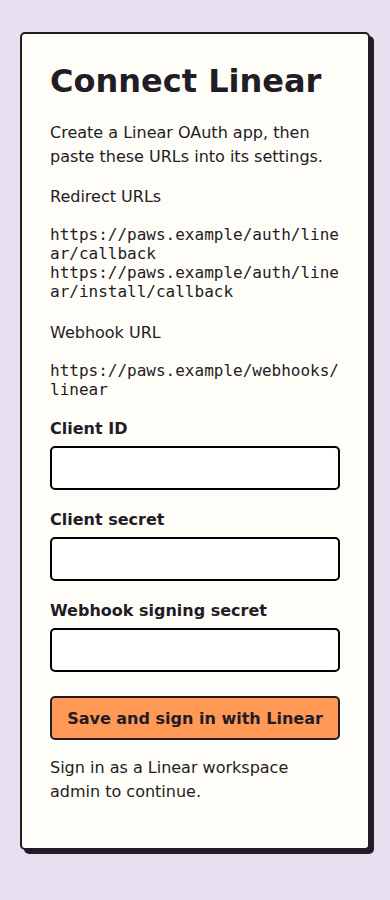 Connect Linear
Create a Linear OAuth app, then
paste these URLs into its settings.
Redirect URLs
https://paws.example/auth/line
ar/callback
https://paws.example/auth/line
ar/install/callback
Webhook URL
https://paws.example/webhooks/
linear
Client ID
Client secret
Webhook signing secret
Save and sign in with Linear
Sign in as a Linear workspace
admin to continue.